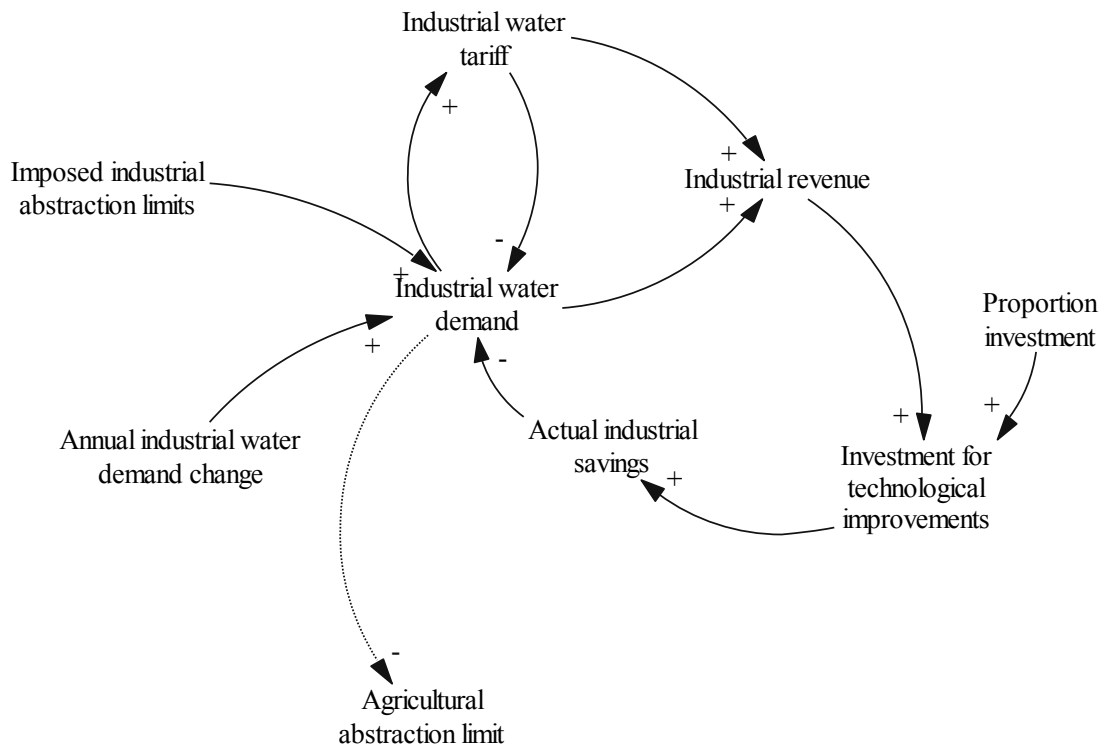 Industrial water
tariff
+
+
Imposed industrial
abstraction limits
Industrial revenue
+
-
+
Industrial water
demand
Proportion
investment
+
-
+
+
Annual industrial water
demand change
Actual industrial
savings
+
Investment for
technological
improvements
-
Agricultural
abstraction limit